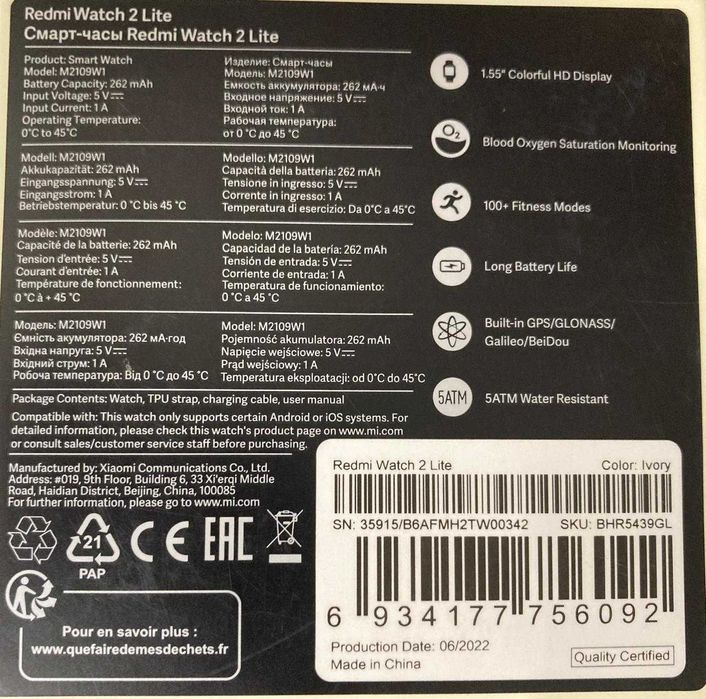 Redmi Watch 2 Lite
Смарт-часы Redmi Watch 2 Lite
Product: Smart Watch
Model: M2109W1
Battery Capacity: 262 mAh
Input Voltage: 5 V⎓
Input Current: 1 A
Operating Temperature:
0°C to 45°C
Изделие: Смарт-часы
Модель: M2109W1
Емкость аккумулятора: 262 мА·ч
Входное напряжение: 5 V⎓
Входной ток: 1 A
Рабочая температура:
от 0°C до 45°C
Modell: M2109W1
Akkukapazität: 262 mAh
Eingangsspannung: 5 V⎓
Eingangsstrom: 1 A
Betriebstemperatur: 0 °C bis 45 °C
Modello: M2109W1
Capacità della batteria: 262 mAh
Tensione in ingresso: 5 V⎓
Corrente in ingresso: 1 A
Temperatura di esercizio: Da 0°C a 45°C
Modèle: M2109W1
Capacité de la batterie: 262 mAh
Tension d'entrée: 5 V⎓
Courant d'entrée: 1 A
Température de fonctionnement:
0 °C à + 45 °C
Modelo: M2109W1
Capacidad de la batería: 262 mAh
Tensión de entrada: 5 V⎓
Corriente de entrada: 1 A
Temperatura de funcionamiento:
0°C a 45°C
Модель: M2109W1
Ємність акумулятора: 262 мА·год
Вхідна напруга: 5 V⎓
Вхідний струм: 1 A
Робоча температура: Від 0°C до 45°C
Model: M2109W1
Pojemność akumulatora: 262 mAh
Napięcie wejściowe: 5 V⎓
Prąd wejściowy: 1 A
Temperatura eksploatacji: od 0°C do 45°C
Package Contents: Watch, TPU strap, charging cable, user manual
Compatible with: This watch only supports certain Android or iOS systems. For
detailed information, please check this watch's product page on www.mi.com
or consult sales/customer service staff before purchasing.
Manufactured by: Xiaomi Communications Co., Ltd.
Address: #019, 9th Floor, Building 6, 33 Xi'erqi Middle
Road, Haidian District, Beijing, China, 100085
For further information, please go to www.mi.com
21
PAP
CE
EAC
Pour en savoir plus :
www.quefairedemesdechets.fr
1.55" Colorful HD Display
O2
Blood Oxygen Saturation Monitoring
100+ Fitness Modes
Long Battery Life
Built-in GPS/GLONASS/
Galileo/BeiDou
5ATM
5ATM Water Resistant
Redmi Watch 2 Lite
Color: Ivory
SN: 35915/B6AFMH2TW00342
SKU: BHR5439GL
6 934177 756092
Production Date: 06/2022
Made in China
Quality Certified